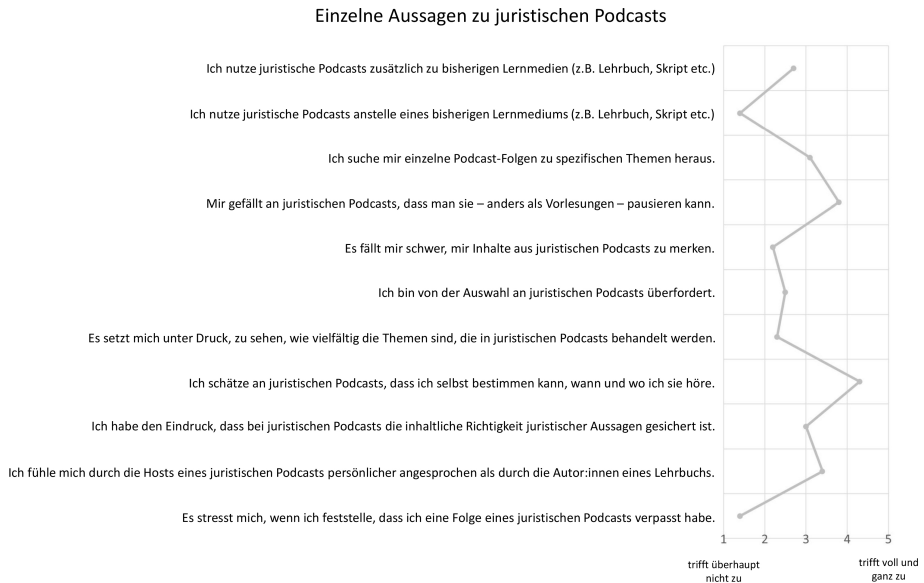 Einzelne Aussagen zu juristischen Podcasts
Ich nutze juristische Podcasts zusätzlich zu bisherigen Lernmedien (z.B. Lehrbuch, Skript etc.)
Ich nutze juristische Podcasts anstelle eines bisherigen Lernmediums (z.B. Lehrbuch, Skript etc.)
Ich suche mir einzelne Podcast-Folgen zu spezifischen Themen heraus.
Mir gefällt an juristischen Podcasts, dass man sie – anders als Vorlesungen – pausieren kann.
Es fällt mir schwer, mir Inhalte aus juristischen Podcasts zu merken.
Ich bin von der Auswahl an juristischen Podcasts überfordert.
Es setzt mich unter Druck, zu sehen, wie vielfältig die Themen sind, die in juristischen Podcasts behandelt werden.
Ich schätze an juristischen Podcasts, dass ich selbst bestimmen kann, wann und wo ich sie höre.
Ich habe den Eindruck, dass bei juristischen Podcasts die inhaltliche Richtigkeit juristischer Aussagen gesichert ist.
Ich fühle mich durch die Hosts eines juristischen Podcasts persönlicher angesprochen als durch die Autor:innen eines Lehrbuchs.
Es stresst mich, wenn ich feststelle, dass ich eine Folge eines juristischen Podcasts verpasst habe.
1 2 3 4 5
trifft überhaupt
nicht zu
trifft voll und
ganz zu